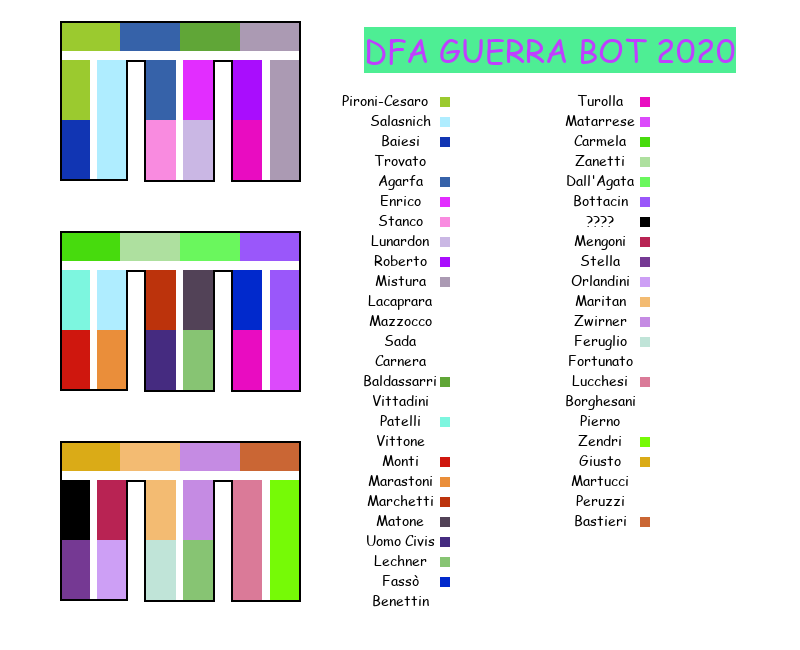 DFA GUERRA BOT 2020
Pironi-Cesaro
Salasnich
Baiesi
Trovato
Agarfa
Enrico
Stanco
Lunardon
Roberto
Mistura
Lacaprara
Mazzocco
Sada
Carnera
Baldassarri
Vittadini
Patelli
Vittone
Monti
Marastoni
Marchetti
Matone
Uomo Civis
Lechner
Fassò
Benettin
Turolla
Matarrese
Carmela
Zanetti
Dall'Agata
Bottacin
????
Mengoni
Stella
Orlandini
Maritan
Zwirner
Feruglio
Fortunato
Lucchesi
Borghesani
Pierno
Zendri
Giusto
Martucci
Peruzzi
Bastieri